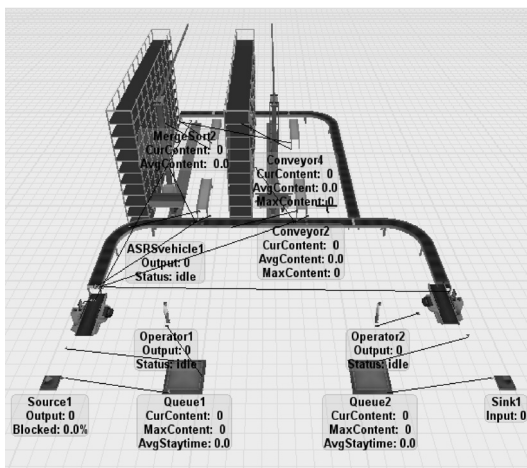 MergeSort2
CurContent: 0
AvgContent: 0.0
Conveyor4
CurContent: 0
AvgContent: 0.0
MaxContent: 0
ASRSvehicle1
Output: 0
Status: idle
Conveyor2
CurContent: 0
AvgContent: 0.0
MaxContent: 0
Operator1
Output: 0
Status: idle
Operator2
Output: 0
Status: idle
Source1
Output: 0
Blocked: 0.0%
Queue1
CurContent: 0
MaxContent: 0
AvgStaytime: 0.0
Queue2
CurContent: 0
MaxContent: 0
AvgStaytime: 0.0
Sink1
Input: 0